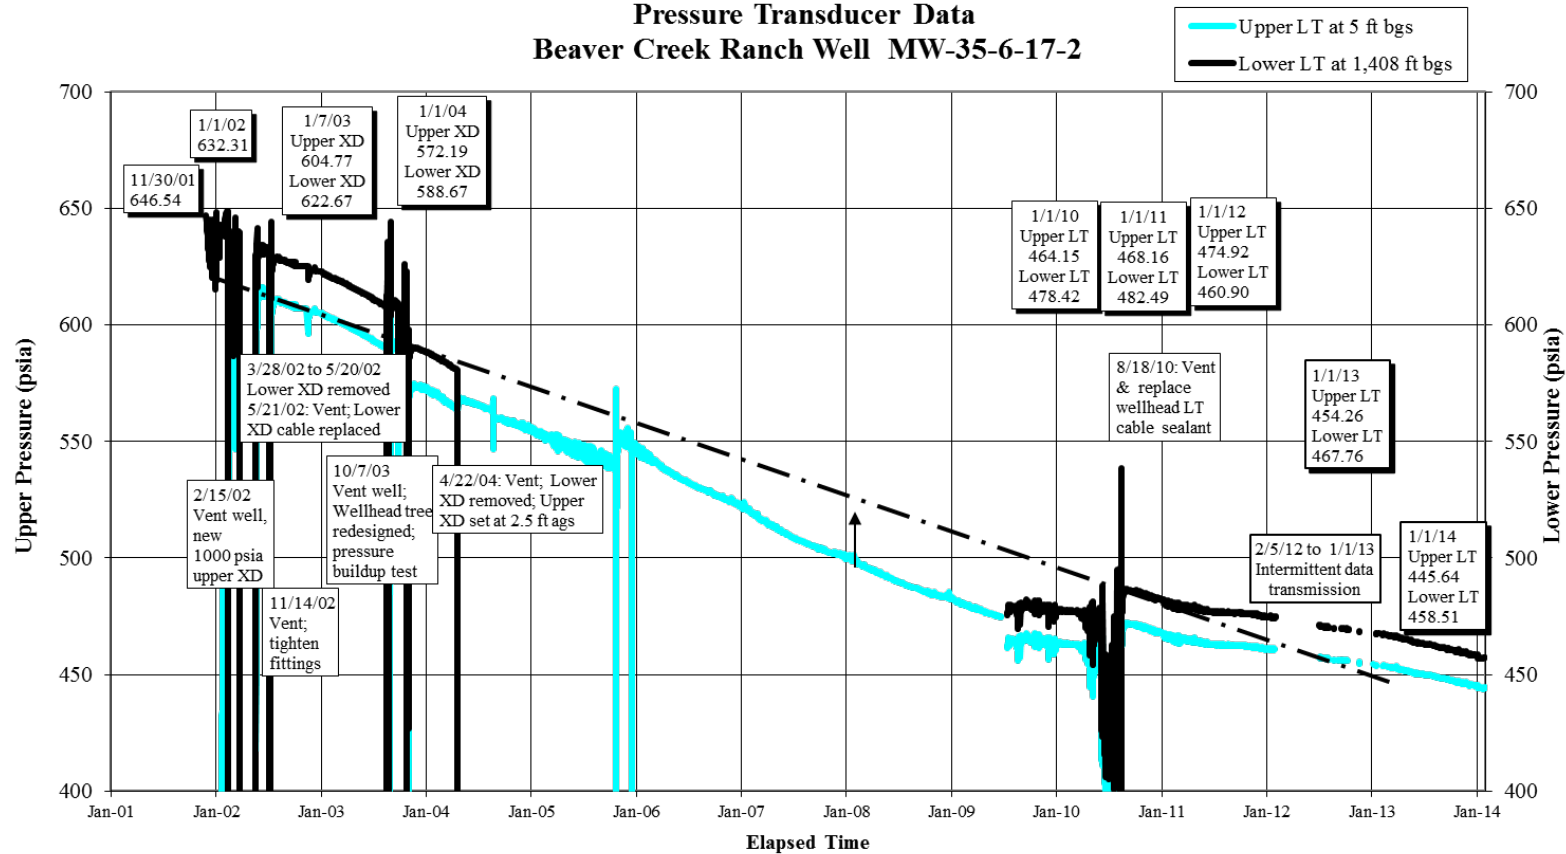 Pressure Transducer Data
Beaver Creek Ranch Well MW-35-6-17-2
Upper LT at 5 ft bgs
Lower LT at 1,408 ft bgs
Upper Pressure (psia)
700
650
600
550
500
450
400
11/30/01
646.54
1/1/02
632.31
1/7/03
Upper XD
604.77
Lower XD
622.67
1/1/04
Upper XD
572.19
Lower XD
588.67
3/28/02 to 5/20/02
Lower XD removed
5/21/02: Vent; Lower
XD cable replaced
2/15/02
Vent well,
new
1000 psia
upper XD
11/14/02
Vent;
tighten
fittings
10/7/03
Vent well;
Wellhead tree
redesigned;
pressure
buildup test
4/22/04: Vent; Lower
XD removed; Upper
XD set at 2.5 ft ags
1/1/10
Upper LT
464.15
Lower LT
478.42
1/1/11
Upper LT
468.16
Lower LT
482.49
1/1/12
Upper LT
474.92
Lower LT
460.90
8/18/10: Vent
& replace
wellhead LT
cable sealant
1/1/13
Upper LT
454.26
Lower LT
467.76
2/5/12 to 1/1/13
Intermittent data
transmission
1/1/14
Upper LT
445.64
Lower LT
458.51
700
650
600
550
500
450
400
Lower Pressure (psia)
Jan-01 Jan-02 Jan-03 Jan-04 Jan-05 Jan-06 Jan-07 Jan-08 Jan-09 Jan-10 Jan-11 Jan-12 Jan-13 Jan-14
Elapsed Time